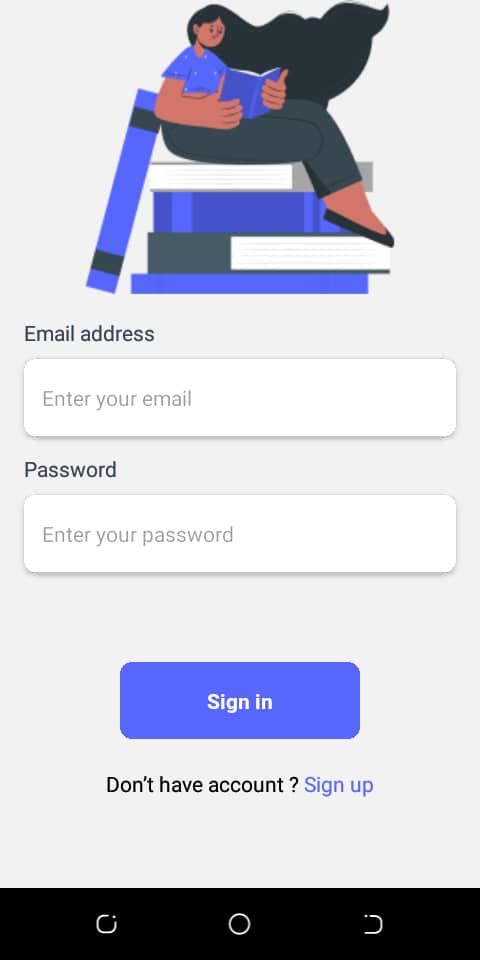 Email address
Enter your email
Password
Enter your password
Sign in
Don’t have account ? Sign up